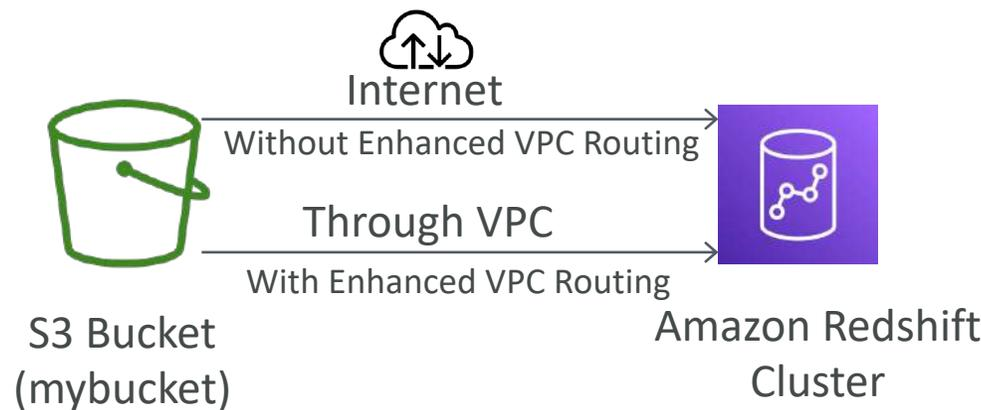 Internet
Without Enhanced VPC Routing
Through VPC
With Enhanced VPC Routing
S3 Bucket
(mybucket)
Amazon Redshift
Cluster